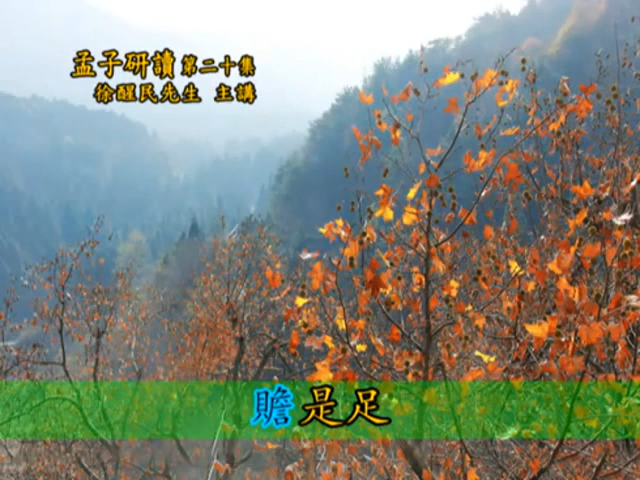 孟子研讀 第二十集
徐醒民先生 主講
贍是足